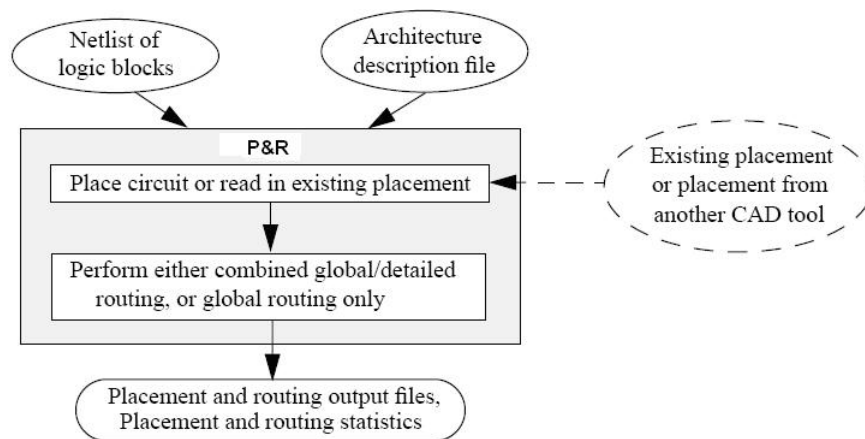 Netlist of
logic blocks
Architecture
description file
P&R
Place circuit or read in existing placement
Existing placement
or placement from
another CAD tool
Perform either combined global/detailed
routing, or global routing only
Placement and routing output files,
Placement and routing statistics